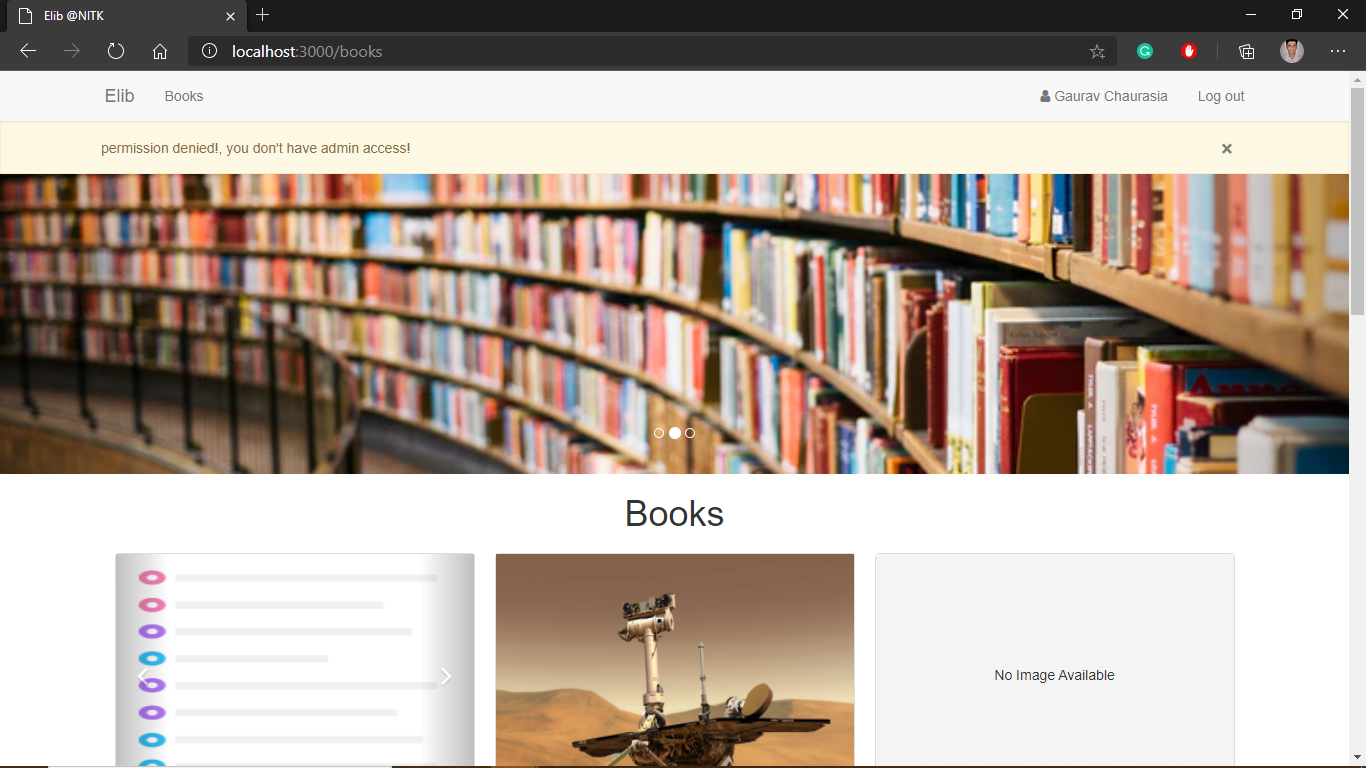 Elib @NITK
localhost:3000/books
Elib Books Gaurav Chaurasia Log out
permission denied!, you don't have admin access!
Books
No Image Available